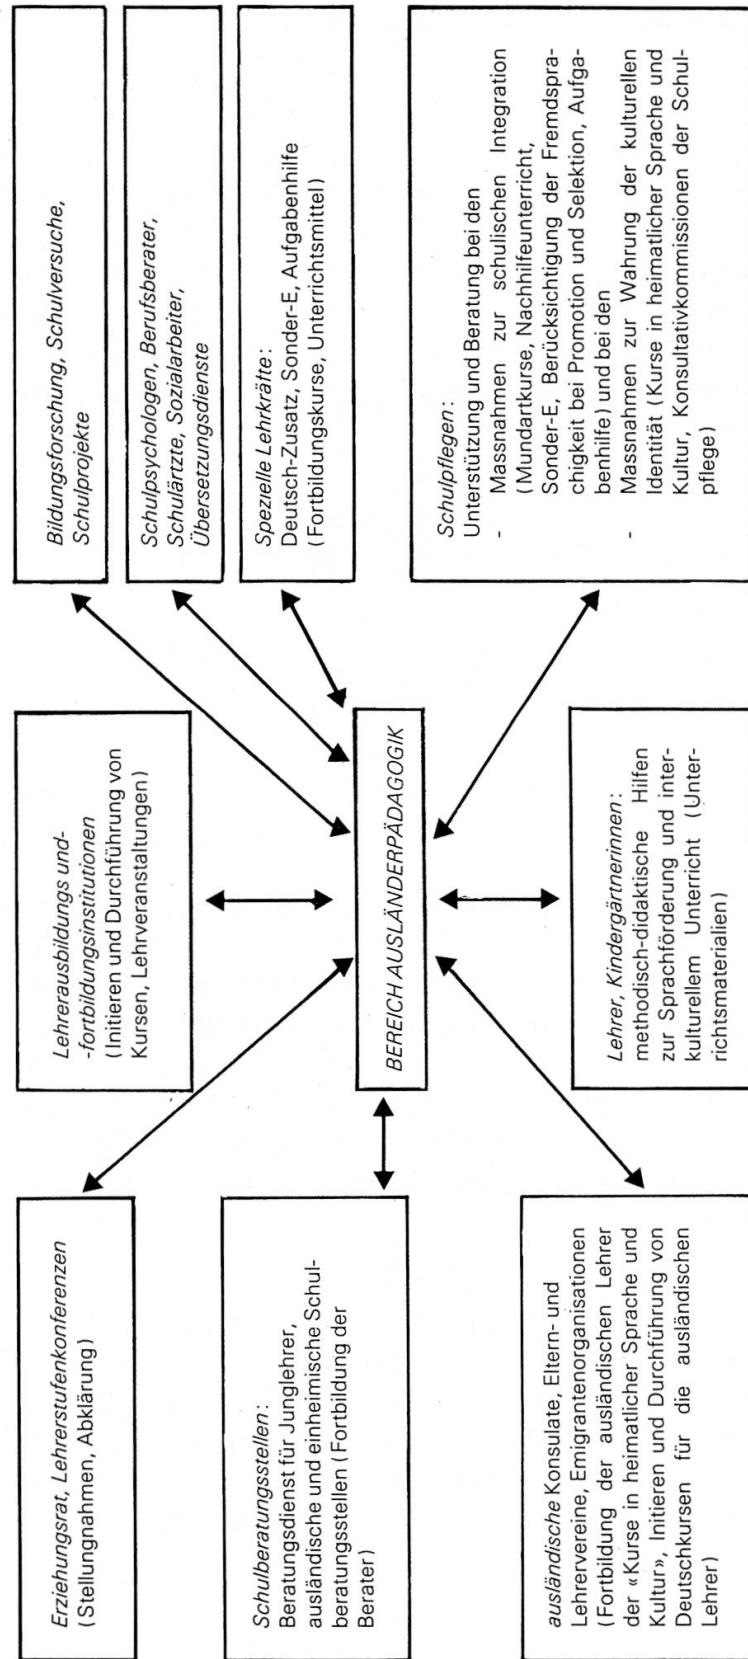 Erziehungsrat, Lehrerstufenkonferenzen
(Stellungnahmen, Abklärung)
Lehrerausbildungs und-
-fortbildungsinstitutionen
(Initieren und Durchführung von
Kursen, Lehrveranstaltungen)
Bildungsforschung, Schulversuche,
Schulprojekte
Schulpsychologen, Berufsberater,
Schulärtzte, Sozialarbeiter,
Übersetzungsdienste
Schulberatungsstellen:
Beratungsdienst für Junglehrer,
ausländische und einheimische Schul-
beratungsstellen (Fortbildung der
Berater)
BEREICH AUSLÄNDERPÄDAGOGIK
Spezielle Lehrkräfte:
Deutsch-Zusatz, Sonder-E, Aufgabenhilfe
(Fortbildungskurse, Unterrichtsmittel)
ausländische Konsulate, Eltern- und
Lehrervereine, Emigrantenorganisationen
(Fortbildung der ausländischen Lehrer
der «Kurse in heimatlicher Sprache und
Kultur», Initieren und Durchführung von
Deutschkursen für die ausländischen
Lehrer)
Lehrer, Kindergärtnerinnen:
methodisch-didaktische Hilfen
zur Sprachförderung und inter-
kulturellem Unterricht (Unter-
richtsmaterialien)
Schulpflegen:
Unterstützung und Beratung bei den
- Massnahmen zur schulischen Integration
(Mundartkurse, Nachhilfeunterricht,
Sonder-E, Berücksichtigung der Fremdspra-
chigkeit bei Promotion und Selektion, Aufga-
benhilfe) und bei den
- Massnahmen zur Wahrung der kulturellen
Identität (Kurse in heimatlicher Sprache und
Kultur, Konsultativkommissionen der Schul-
pflege)